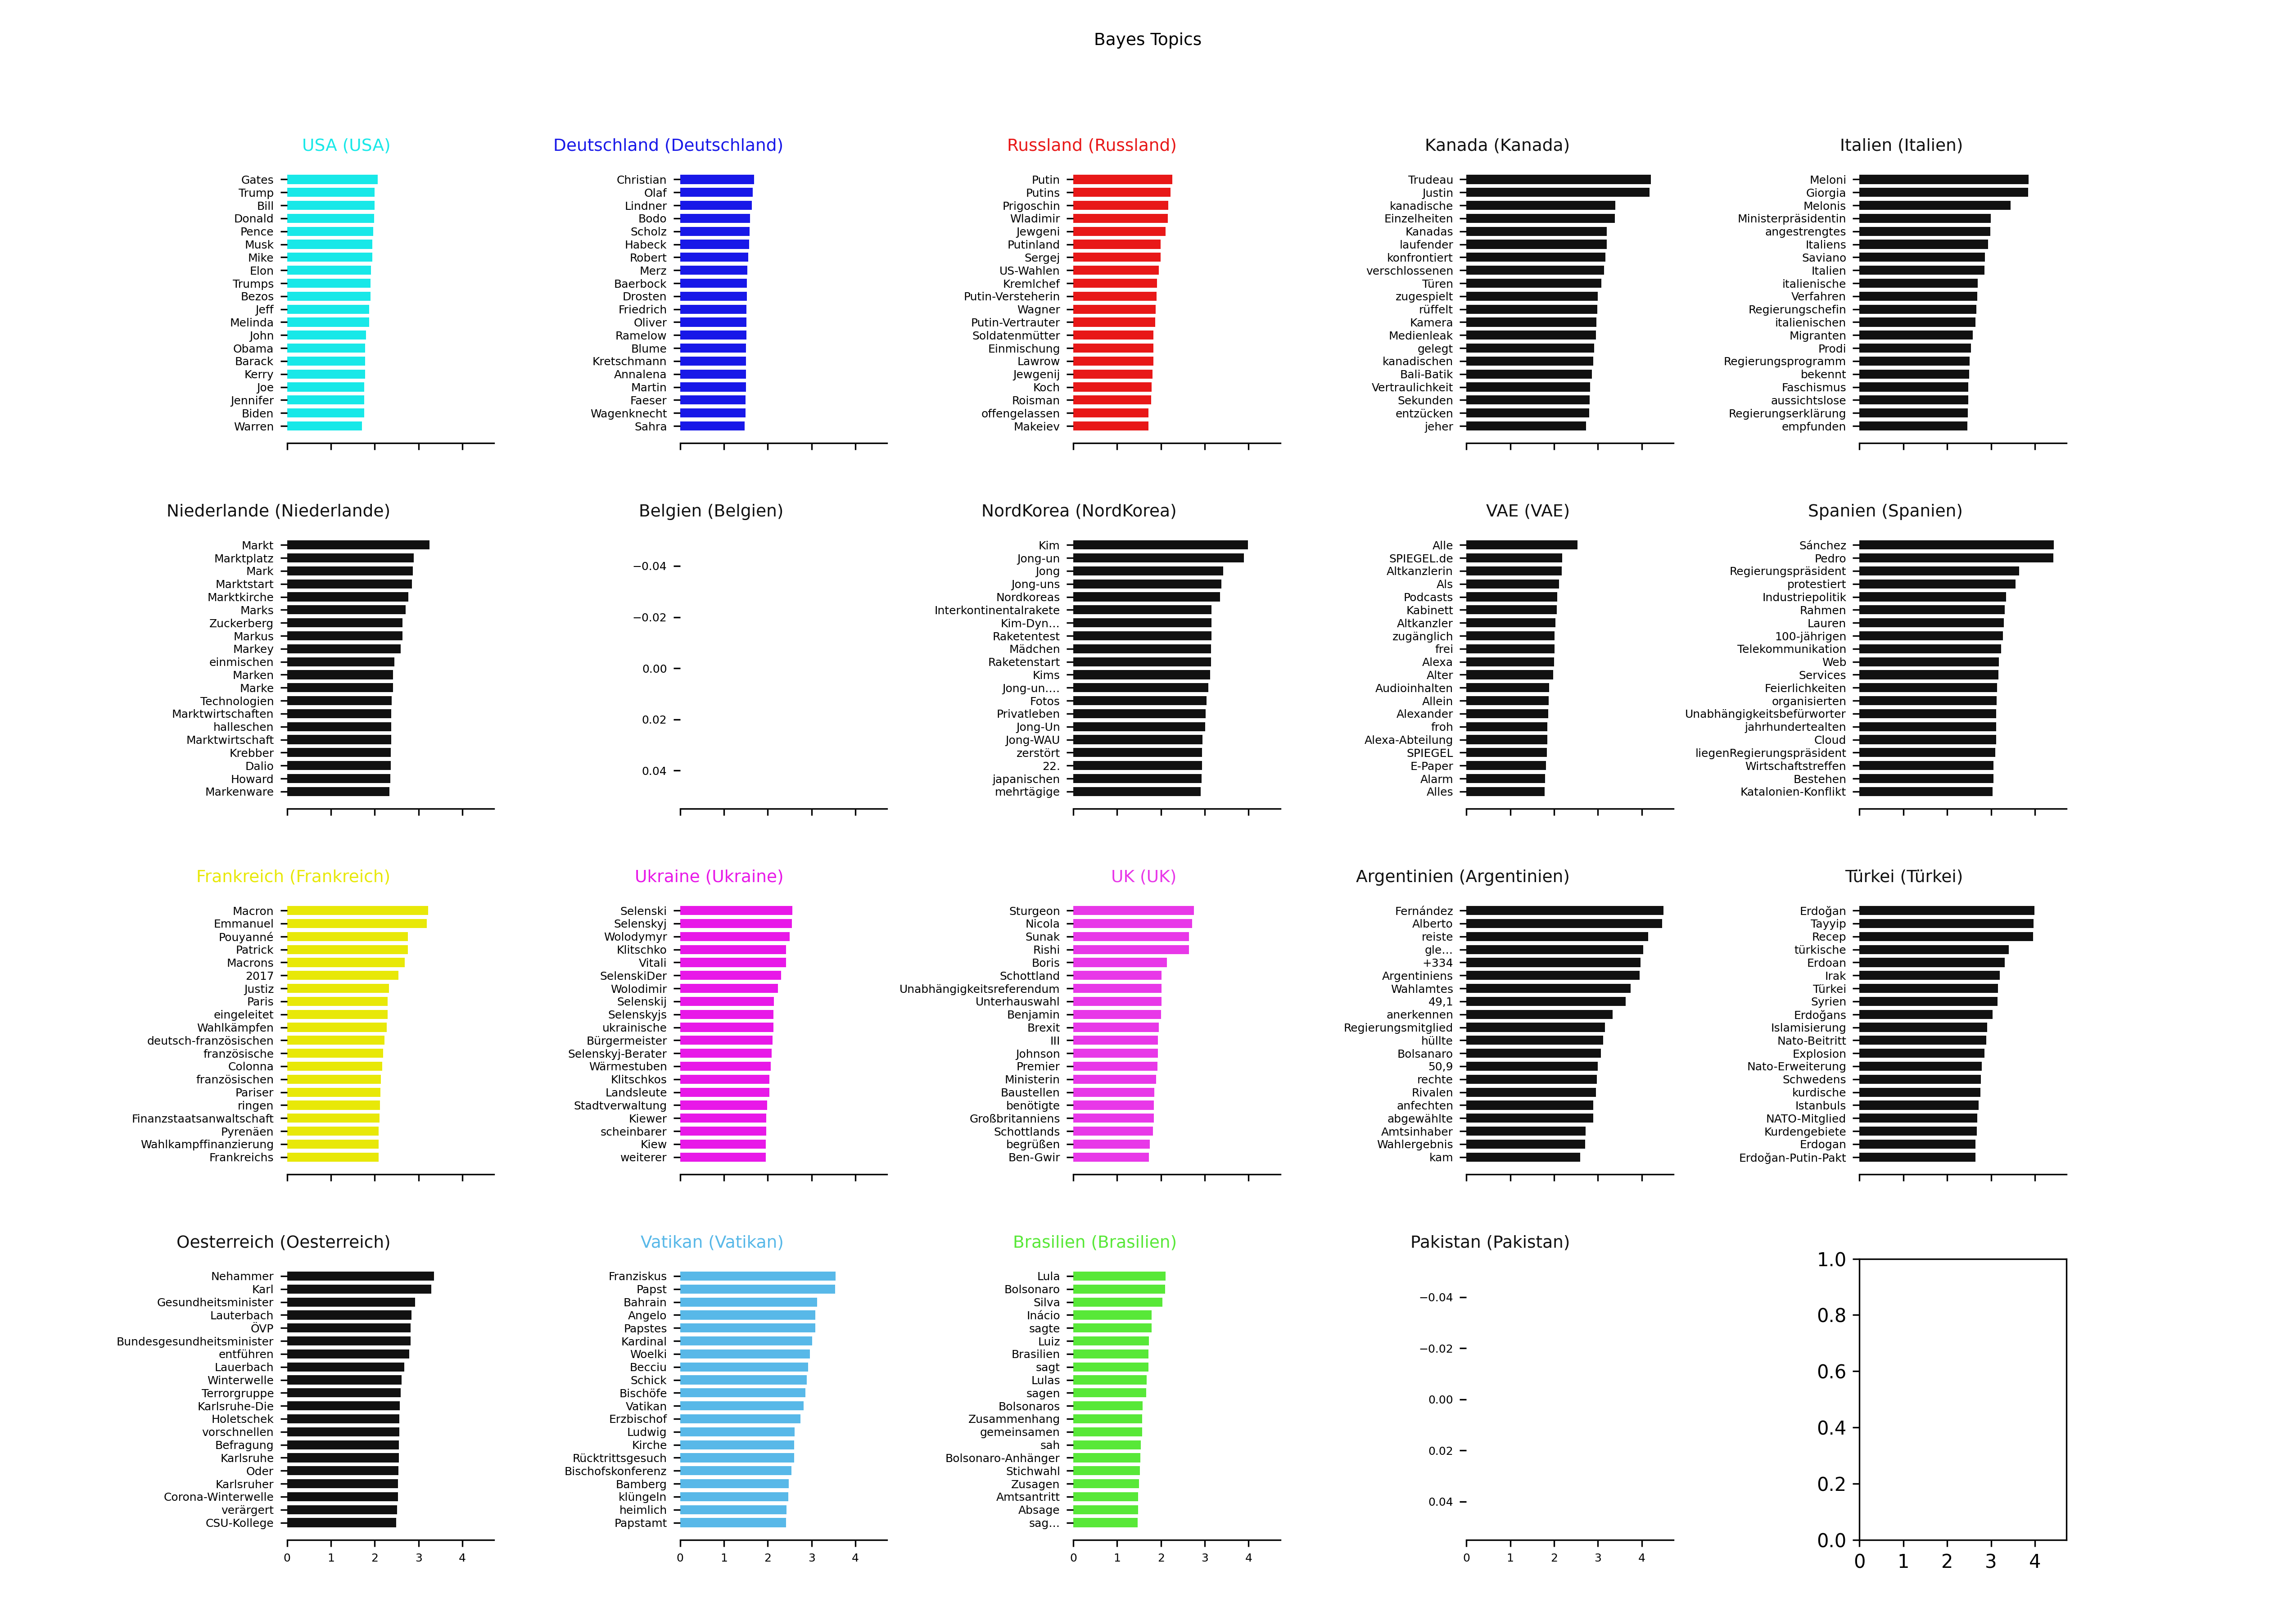 Bayes Topics
USA (USA)
Gates
Trump
Bill
Donald
Pence
Musk
Mike
Elon
Trumps
Bezos
Jeff
Melinda
John
Obama
Barack
Kerry
Joe
Jennifer
Biden
Warren
Deutschland (Deutschland)
Christian
Olaf
Lindner
Bodo
Scholz
Habeck
Robert
Merz
Baerbock
Drosten
Friedrich
Oliver
Ramelow
Blume
Kretschmann
Annalena
Martin
Faeser
Wagenknecht
Sahra
Russland (Russland)
Putin
Putins
Prigoschin
Wladimir
Jewgeni
Putinland
Sergej
US-Wahlen
Kremlchef
Putin-Versteherin
Wagner
Putin-Vertrauter
Soldatenmütter
Einmischung
Lawrow
Jewgenij
Koch
Roisman
offengelassen
Makeiev
Kanada (Kanada)
Trudeau
Justin
kanadische
Einzelheiten
Kanadas
laufender
konfrontiert
verschlossenen
Türen
zugespielt
rüffelt
Kamera
Medienleak
gelegt
kanadischen
Bali-Batik
Vertraulichkeit
Sekunden
entzücken
jeher
Italien (Italien)
Meloni
Giorgia
Melonis
Ministerpräsidentin
angestrengtes
Italiens
Saviano
Italien
italienische
Verfahren
Regierungschefin
italienischen
Migranten
Prodi
Regierungsprogramm
bekennt
Faschismus
aussichtslose
Regierungserklärung
empfunden
Niederlande (Niederlande)
Markt
Marktplatz
Mark
Marktstart
Marktkirche
Marks
Zuckerberg
Markus
Markey
einmischen
Marken
Marke
Technologien
Marktwirtschaften
halleschen
Marktwirtschaft
Krebber
Dalio
Howard
Markenware
Belgien (Belgien)
−0.04
−0.02
0.00
0.02
0.04
NordKorea (NordKorea)
Kim
Jong-un
Jong
Jong-uns
Nordkoreas
Interkontinentalrakete
Kim-Dyn...
Raketentest
Mädchen
Raketenstart
Kims
Jong-un....
Fotos
Privatleben
Jong-Un
Jong-WAU
zerstört
22.
japanischen
mehrtägige
VAE (VAE)
Alle
SPIEGEL.de
Altkanzlerin
Als
Podcasts
Kabinett
Altkanzler
zugänglich
frei
Alexa
Alter
Audioinhalten
Allein
Alexander
froh
Alexa-Abteilung
SPIEGEL
E-Paper
Alarm
Alles
Spanien (Spanien)
Sánchez
Pedro
Regierungspräsident
protestiert
Industriepolitik
Rahmen
Lauren
100-jährigen
Telekommunikation
Web
Services
Feierlichkeiten
organisierten
Unabhängigkeitsbefürworter
jahrhundertealten
Cloud
liegenRegierungspräsident
Wirtschaftstreffen
Bestehen
Katalonien-Konflikt
Frankreich (Frankreich)
Macron
Emmanuel
Pouyanné
Patrick
Macrons
2017
Justiz
Paris
eingeleitet
Wahlkämpfen
deutsch-französischen
französische
Colonna
französischen
Pariser
ringen
Finanzstaatsanwaltschaft
Pyrenäen
Wahlkampffinanzierung
Frankreichs
Ukraine (Ukraine)
Selenski
Selenskyj
Wolodymyr
Klitschko
Vitali
SelenskiDer
Wolodimir
Selenskij
Selenskyjs
ukrainische
Bürgermeister
Selenskyj-Berater
Wärmestuben
Klitschkos
Landsleute
Stadtverwaltung
Kiewer
scheinbarer
Kiew
weiterer
UK (UK)
Sturgeon
Nicola
Sunak
Rishi
Boris
Schottland
Unabhängigkeitsreferendum
Unterhauswahl
Benjamin
Brexit
III
Johnson
Premier
Ministerin
Baustellen
benötigte
Großbritanniens
Schottlands
begrüßen
Ben-Gwir
Argentinien (Argentinien)
Fernández
Alberto
reiste
gle...
+334
Argentiniens
Wahlamtes
49,1
anerkennen
Regierungsmitglied
hüllte
Bolsanaro
50,9
rechte
Rivalen
anfechten
abgewählte
Amtsinhaber
Wahlergebnis
kam
Türkei (Türkei)
Erdoğan
Tayyip
Recep
türkische
Erdoan
Irak
Türkei
Syrien
Erdoğans
Islamisierung
Nato-Beitritt
Explosion
Nato-Erweiterung
Schwedens
kurdische
Istanbuls
NATO-Mitglied
Kurdengebiete
Erdogan
Erdoğan-Putin-Pakt
Oesterreich (Oesterreich)
Nehammer
Karl
Gesundheitsminister
Lauterbach
ÖVP
Bundesgesundheitsminister
entführen
Lauerbach
Winterwelle
Terrorgruppe
Karlsruhe-Die
Holetschek
vorschnellen
Befragung
Karlsruhe
Oder
Karlsruher
Corona-Winterwelle
verärgert
CSU-Kollege
0 1 2 3 4
Vatikan (Vatikan)
Franziskus
Papst
Bahrain
Angelo
Papstes
Kardinal
Woelki
Becciu
Schick
Bischöfe
Vatikan
Erzbischof
Ludwig
Kirche
Rücktrittsgesuch
Bischofskonferenz
Bamberg
klüngeln
heimlich
Papstamt
0 1 2 3 4
Brasilien (Brasilien)
Lula
Bolsonaro
Silva
Inácio
sagte
Luiz
Brasilien
sagt
Lulas
sagen
Bolsonaros
Zusammenhang
gemeinsamen
sah
Bolsonaro-Anhänger
Stichwahl
Zusagen
Amtsantritt
Absage
sag...
0 1 2 3 4
Pakistan (Pakistan)
−0.04
−0.02
0.00
0.02
0.04
0 1 2 3 4
1.0
0.8
0.6
0.4
0.2
0.0
0 1 2 3 4